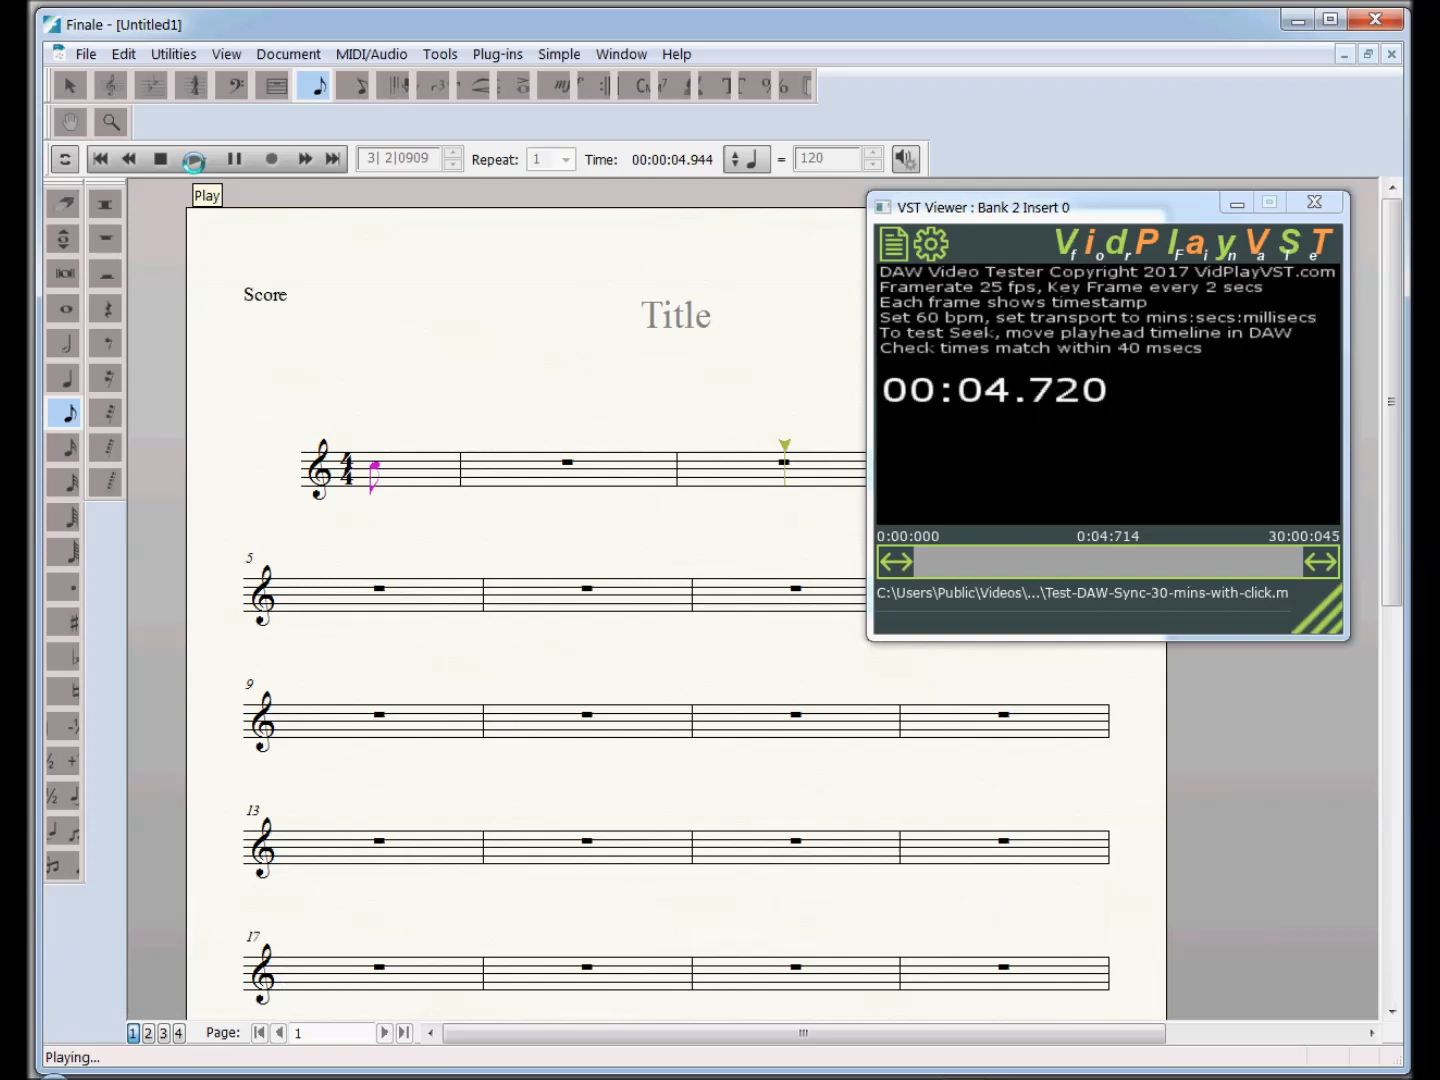 Finale - [Untitled1]
File Edit Utilities View Document MIDI/Audio Tools Plug-ins Simple Window Help
3| 2|0909 Repeat: 1 Time: 00:00:04.944 = 120
Play
VST Viewer : Bank 2 Insert 0
VidPlayVST
for Finale
DAW Video Tester Copyright 2017 VidPlayVST.com
Framerate 25 fps, Key Frame every 2 secs
Each frame shows timestamp
Set 60 bpm, set transport to mins:secs:millisecs
To test Seek, move playhead timeline in DAW
Check times match within 40 msecs
00:04.720
0:00:000 0:04:714 30:00:045
C:\Users\Public\Videos\...\Test-DAW-Sync-30-mins-with-click.m
Score
Title
4
4
5
9
13
17
1 2 3 4 Page: 1
Playing...